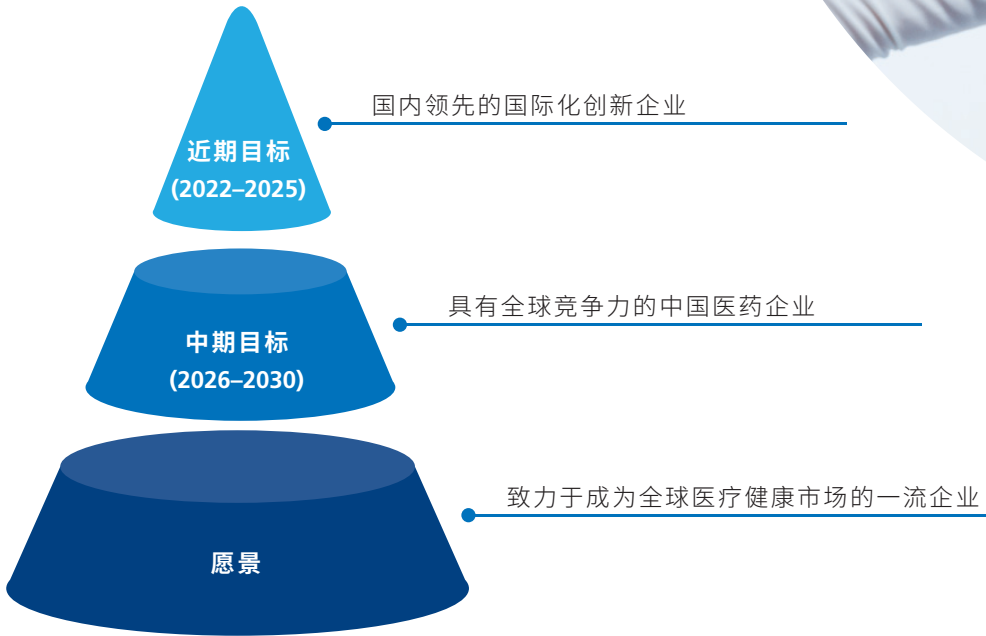 国内领先的国际化创新企业
近期目标
(2022–2025)
具有全球竞争力的中国医药企业
中期目标
(2026–2030)
致力于成为全球医疗健康市场的一流企业
愿景